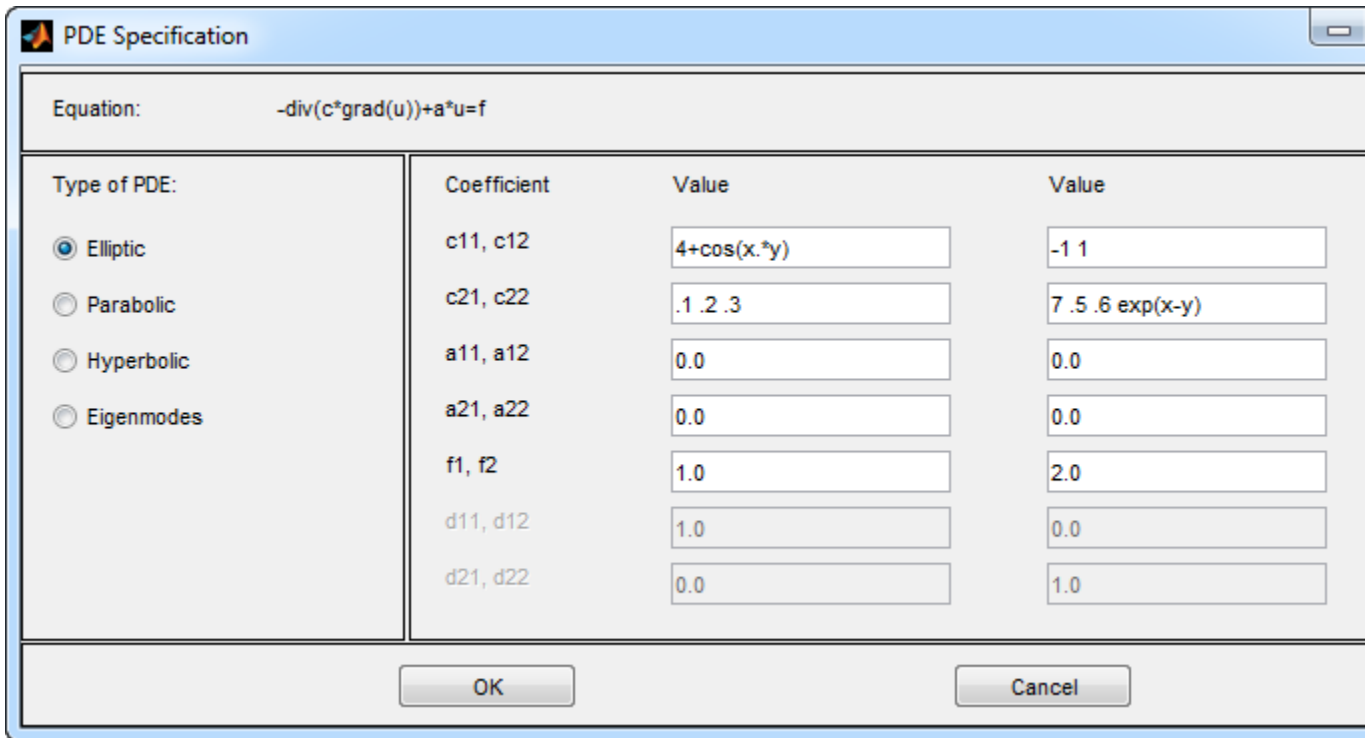 PDE Specification
Equation: -div(c*grad(u))+a*u=f
Type of PDE:
Elliptic
Parabolic
Hyperbolic
Eigenmodes
Coefficient Value Value
c11, c12 4+cos(x.*y) -1 1
c21, c22 .1 .2 .3 7 .5 .6 exp(x-y)
a11, a12 0.0 0.0
a21, a22 0.0 0.0
f1, f2 1.0 2.0
d11, d12 1.0 0.0
d21, d22 0.0 1.0
OK Cancel